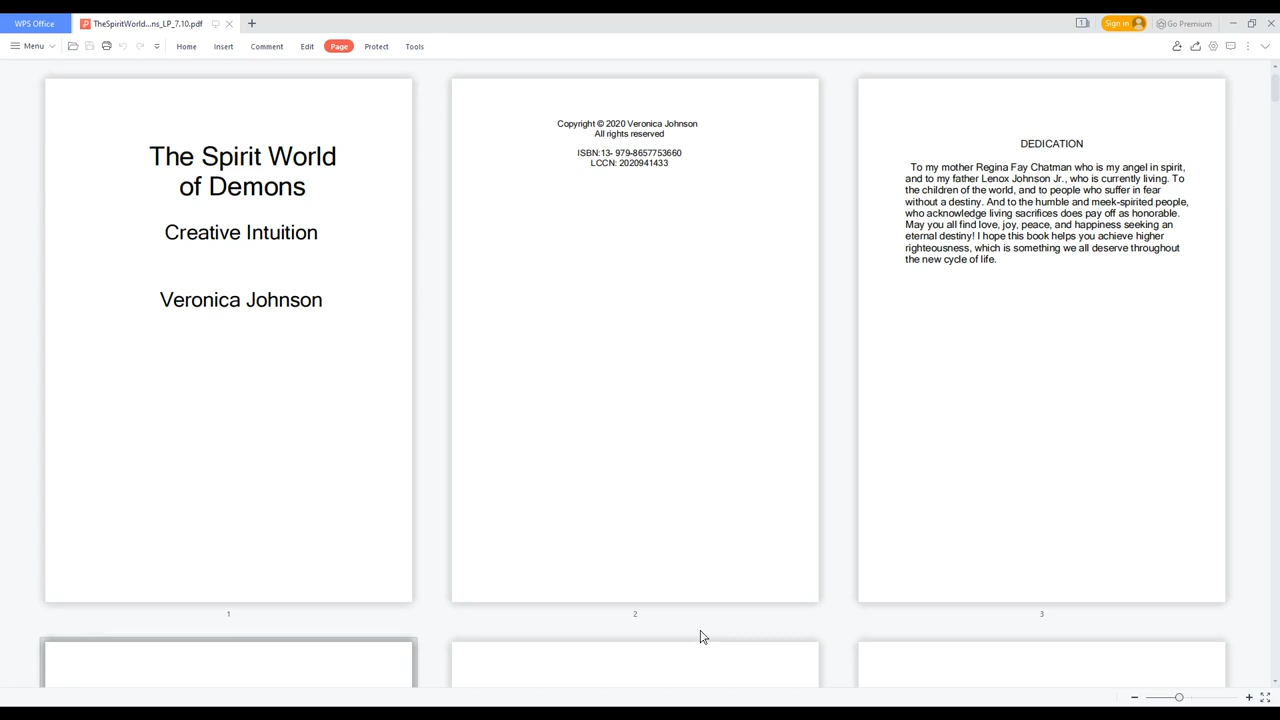 WPS Office
TheSpiritWorld...ns_LP_7.10.pdf
Sign in
Go Premium
Menu
Home
Insert
Comment
Edit
Page
Protect
Tools
The Spirit World
of Demons
Creative Intuition
Veronica Johnson
1
Copyright © 2020 Veronica Johnson
All rights reserved
ISBN:13- 979-8657753660
LCCN: 2020941433
2
DEDICATION
To my mother Regina Fay Chatman who is my angel in spirit,
and to my father Lenox Johnson Jr., who is currently living. To
the children of the world, and to people who suffer in fear
without a destiny. And to the humble and meek-spirited people,
who acknowledge living sacrifices does pay off as honorable.
May you all find love, joy, peace, and happiness seeking an
eternal destiny! I hope this book helps you achieve higher
righteousness, which is something we all deserve throughout
the new cycle of life.
3